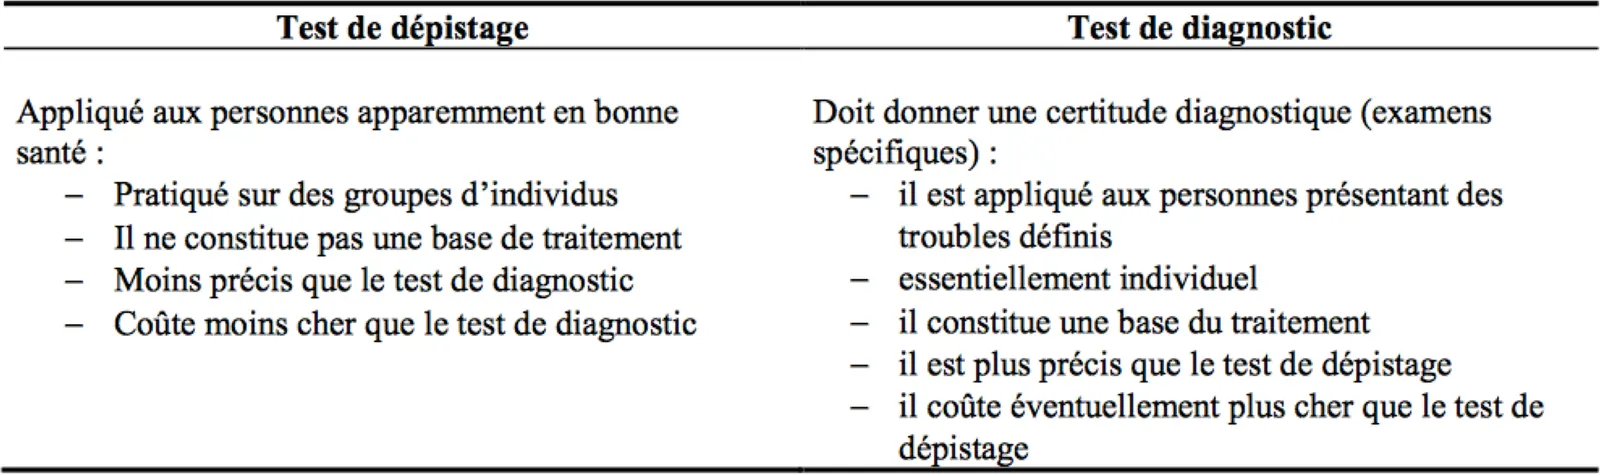 Test de dépistage
Test de diagnostic
Appliqué aux personnes apparemment en bonne
santé :
– Pratiqué sur des groupes d’individus
– Il ne constitue pas une base de traitement
– Moins précis que le test de diagnostic
– Coûte moins cher que le test de diagnostic
Doit donner une certitude diagnostique (examens
spécifiques) :
– il est appliqué aux personnes présentant des
troubles définis
– essentiellement individuel
– il constitue une base du traitement
– il est plus précis que le test de dépistage
– il coûte éventuellement plus cher que le test de
dépistage